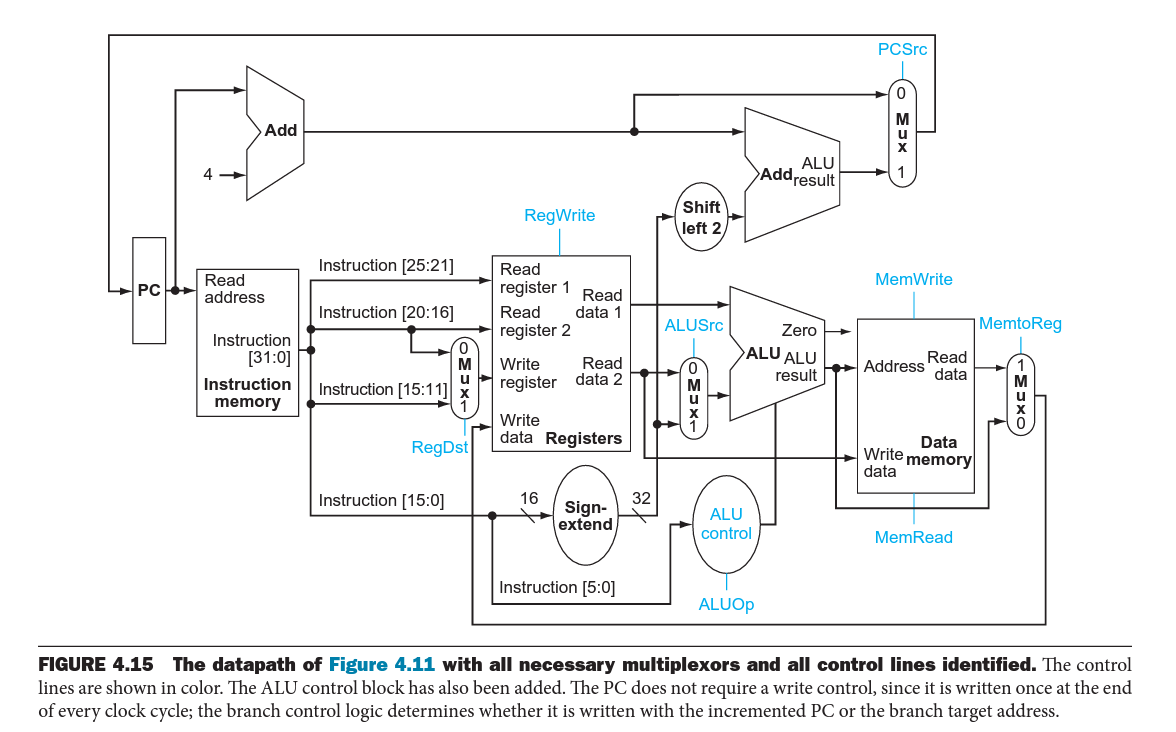 PCSrc
0
M
u
x
1
Add
4
Add
ALU
result
Shift
left 2
RegWrite
PC
Read
address
Instruction
[31:0]
Instruction
memory
Instruction [25:21]
Instruction [20:16]
Instruction [15:11]
0
M
u
x
1
RegDst
Read
register 1
Read
register 2
Write
register
Write
data
Read
data 1
Read
data 2
Registers
ALUSrc
0
M
u
x
1
Zero
ALU
ALU
result
MemWrite
Address
Read
data
Write
data
Data
memory
MemRead
MemtoReg
1
M
u
x
0
Instruction [15:0]
16
Sign-
extend
32
ALU
control
Instruction [5:0]
ALUOp
FIGURE 4.15 The datapath of Figure 4.11 with all necessary multiplexors and all control lines identified. The control
lines are shown in color. The ALU control block has also been added. The PC does not require a write control, since it is written once at the end
of every clock cycle; the branch control logic determines whether it is written with the incremented PC or the branch target address.